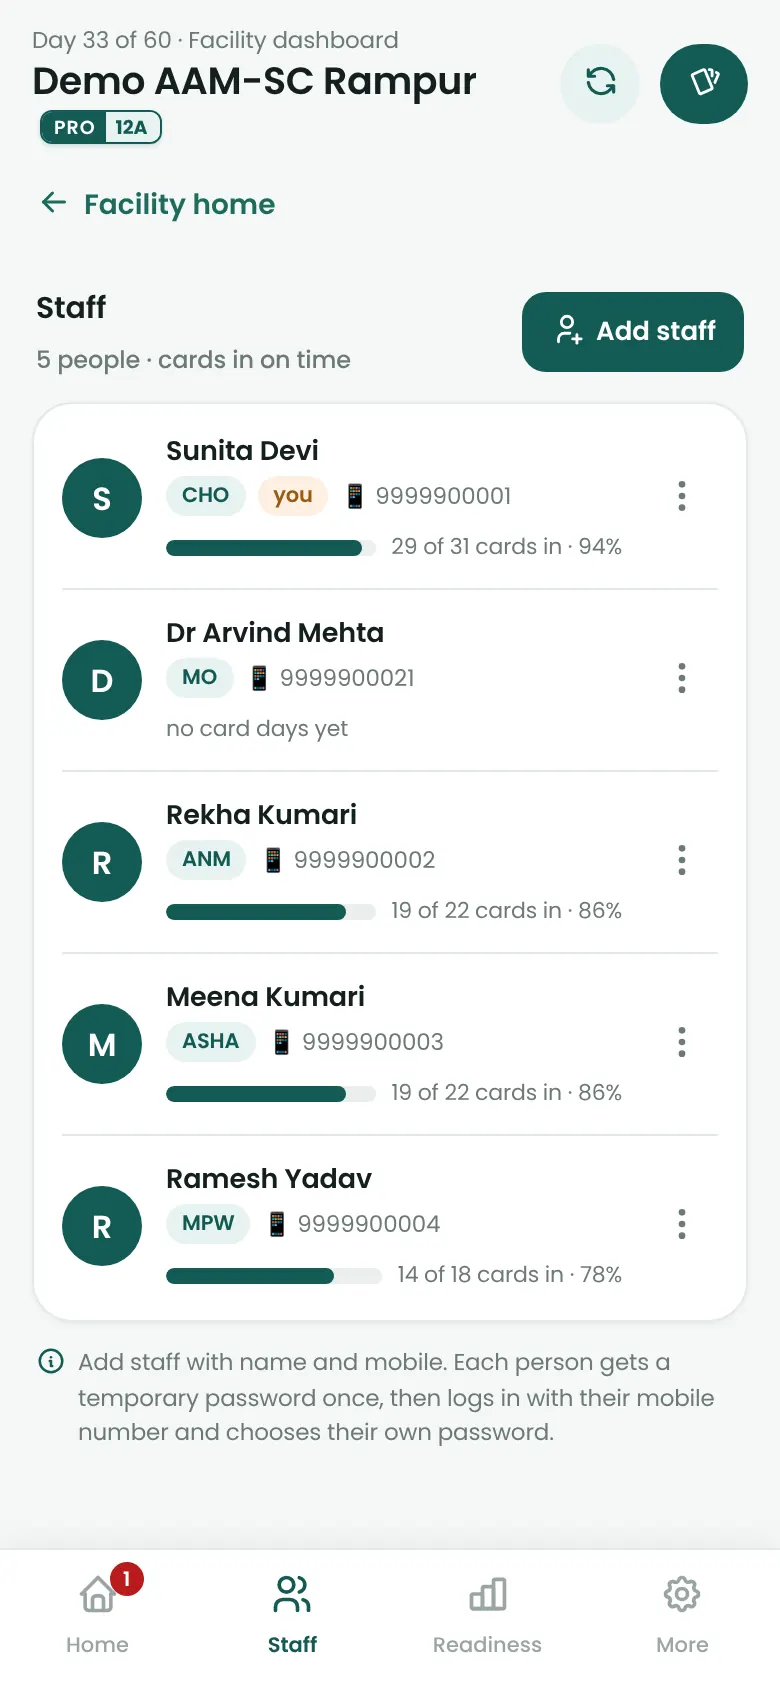 Day 33 of 60 · Facility dashboard
Demo AAM-SC Rampur
PRO 12A
Facility home
Staff
5 people · cards in on time
Add staff
S
Sunita Devi
CHO you 9999900001
29 of 31 cards in · 94%
D
Dr Arvind Mehta
MO 9999900021
no card days yet
R
Rekha Kumari
ANM 9999900002
19 of 22 cards in · 86%
M
Meena Kumari
ASHA 9999900003
19 of 22 cards in · 86%
R
Ramesh Yadav
MPW 9999900004
14 of 18 cards in · 78%
Add staff with name and mobile. Each person gets a
temporary password once, then logs in with their mobile
number and chooses their own password.
1
Home Staff Readiness More